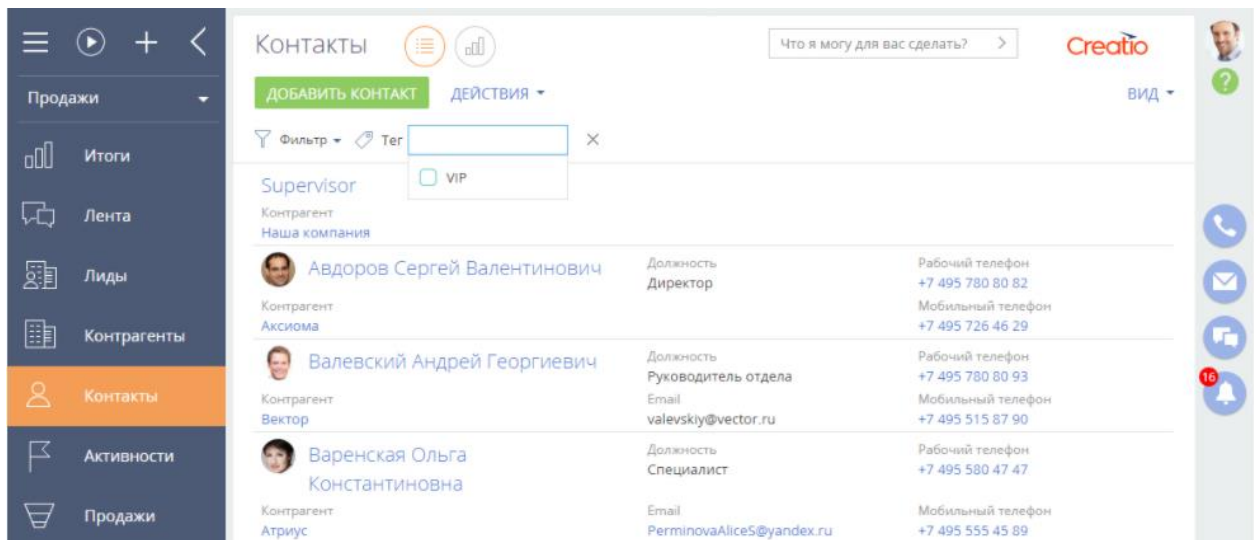 Контакты
Что я могу для вас сделать? >
Creatio
Продажи
ДОБАВИТЬ КОНТАКТ ДЕЙСТВИЯ
ВИД
?
Фильтр Тег
VIP
Итоги
Лента
Лиды
Контрагенты
Контакты
Активности
Продажи
Supervisor
Контрагент
Наша компания
Авдоров Сергей Валентинович
Должность
Директор
Рабочий телефон
+7 495 780 80 82
Контрагент
Аксиома
Мобильный телефон
+7 495 726 46 29
Валевский Андрей Георгиевич
Должность
Руководитель отдела
Рабочий телефон
+7 495 780 80 93
Контрагент
Вектор
Email
valevskiy@vector.ru
Мобильный телефон
+7 495 515 87 90
Варенская Ольга
Константиновна
Должность
Специалист
Рабочий телефон
+7 495 580 47 47
Контрагент
Атриус
Email
PerminovaAliceS@yandex.ru
Мобильный телефон
+7 495 555 45 89
16